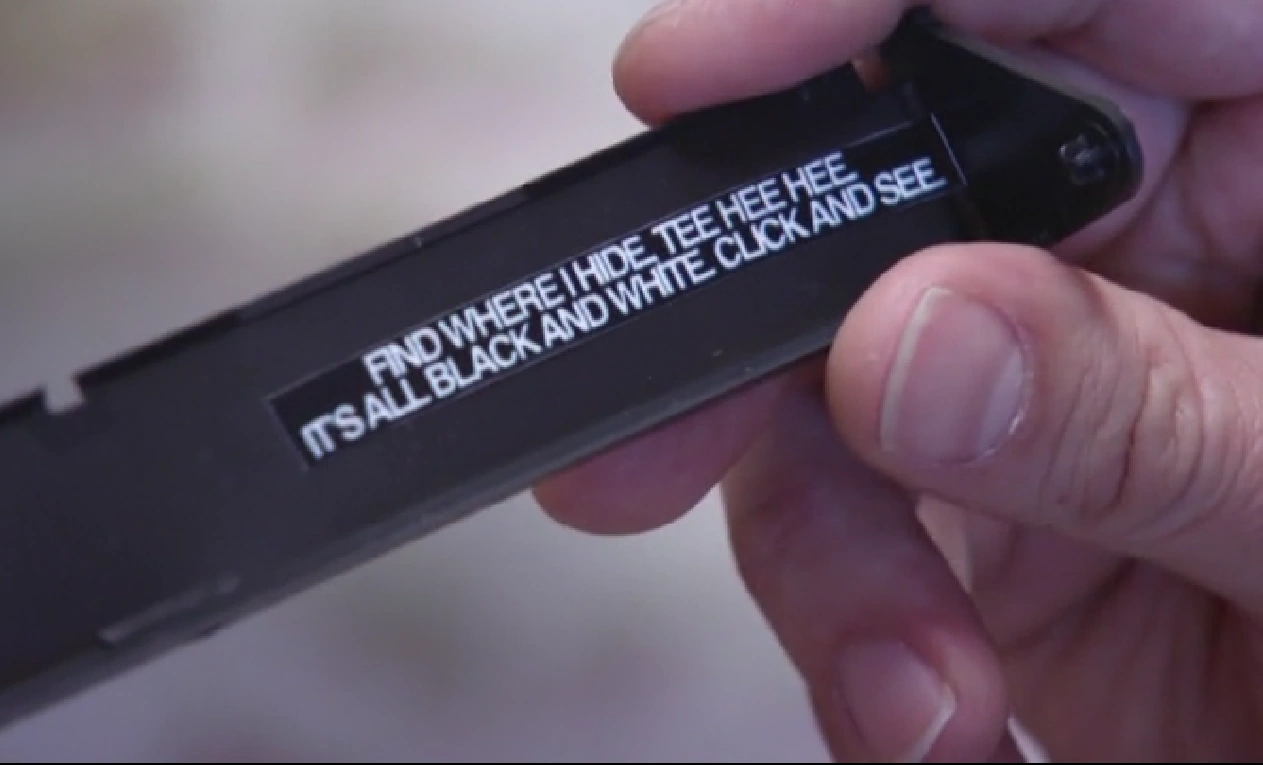 FIND WHERE I HIDE. TEE HEE HEE.
IT'S ALL BLACK AND WHITE. CLICK AND SEE.